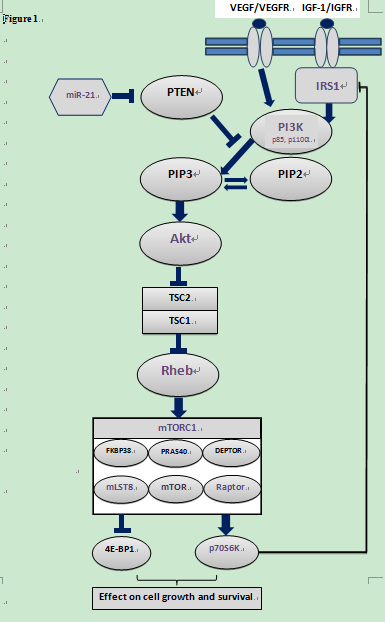 VEGF/VEGFR IGF-1/IGFR
Figure 1.
IRS1
miR-21
PTEN
PI3K
p85, p110α
PIP3
PIP2
Akt
TSC2
TSC1
Rheb
mTORC1
FKBP38 PRAS40 DEPTOR
mLST8 mTOR Raptor
4E-BP1
p70S6K
Effect on cell growth and survival